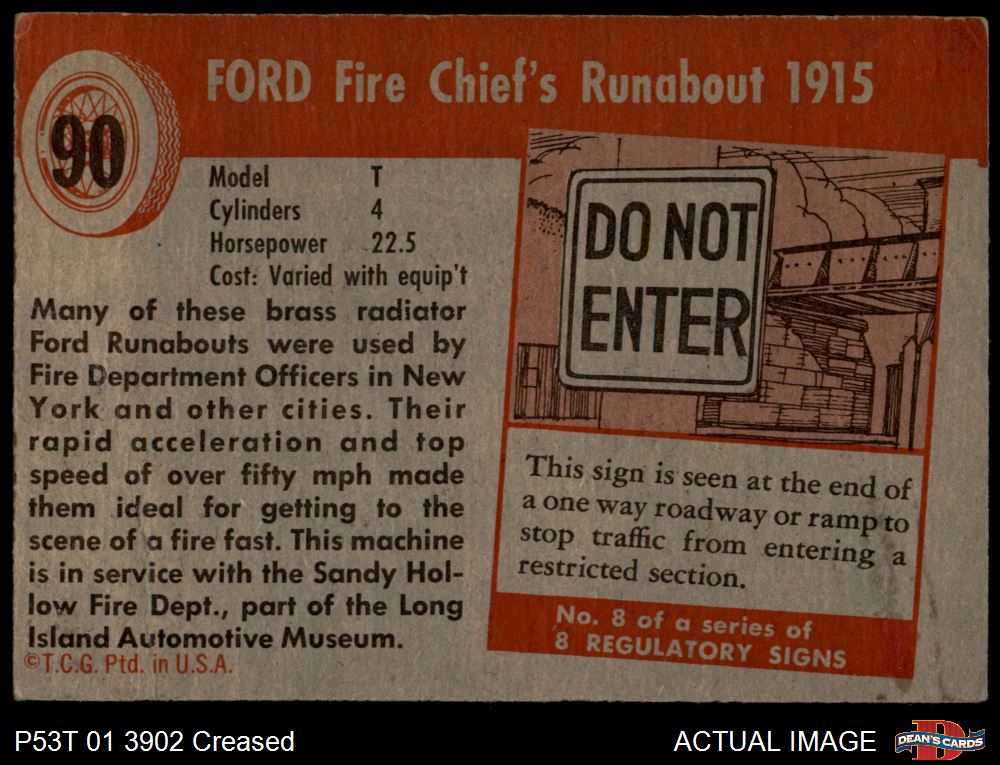 90
FORD Fire Chief's Runabout 1915
Model T
Cylinders 4
Horsepower 22.5
Cost: Varied with equip't
Many of these brass radiator
Ford Runabouts were used by
Fire Department Officers in New
York and other cities. Their
rapid acceleration and top
speed of over fifty mph made
them ideal for getting to the
scene of a fire fast. This machine
is in service with the Sandy Hol-
low Fire Dept., part of the Long
Island Automotive Museum.
©T.C.G. Ptd. in U.S.A.
DO NOT
ENTER
This sign is seen at the end of
a one way roadway or ramp to
stop traffic from entering a
restricted section.
No. 8 of a series of
8 REGULATORY SIGNS
P53T 01 3902 Creased
ACTUAL IMAGE
D
DEAN'S CARDS